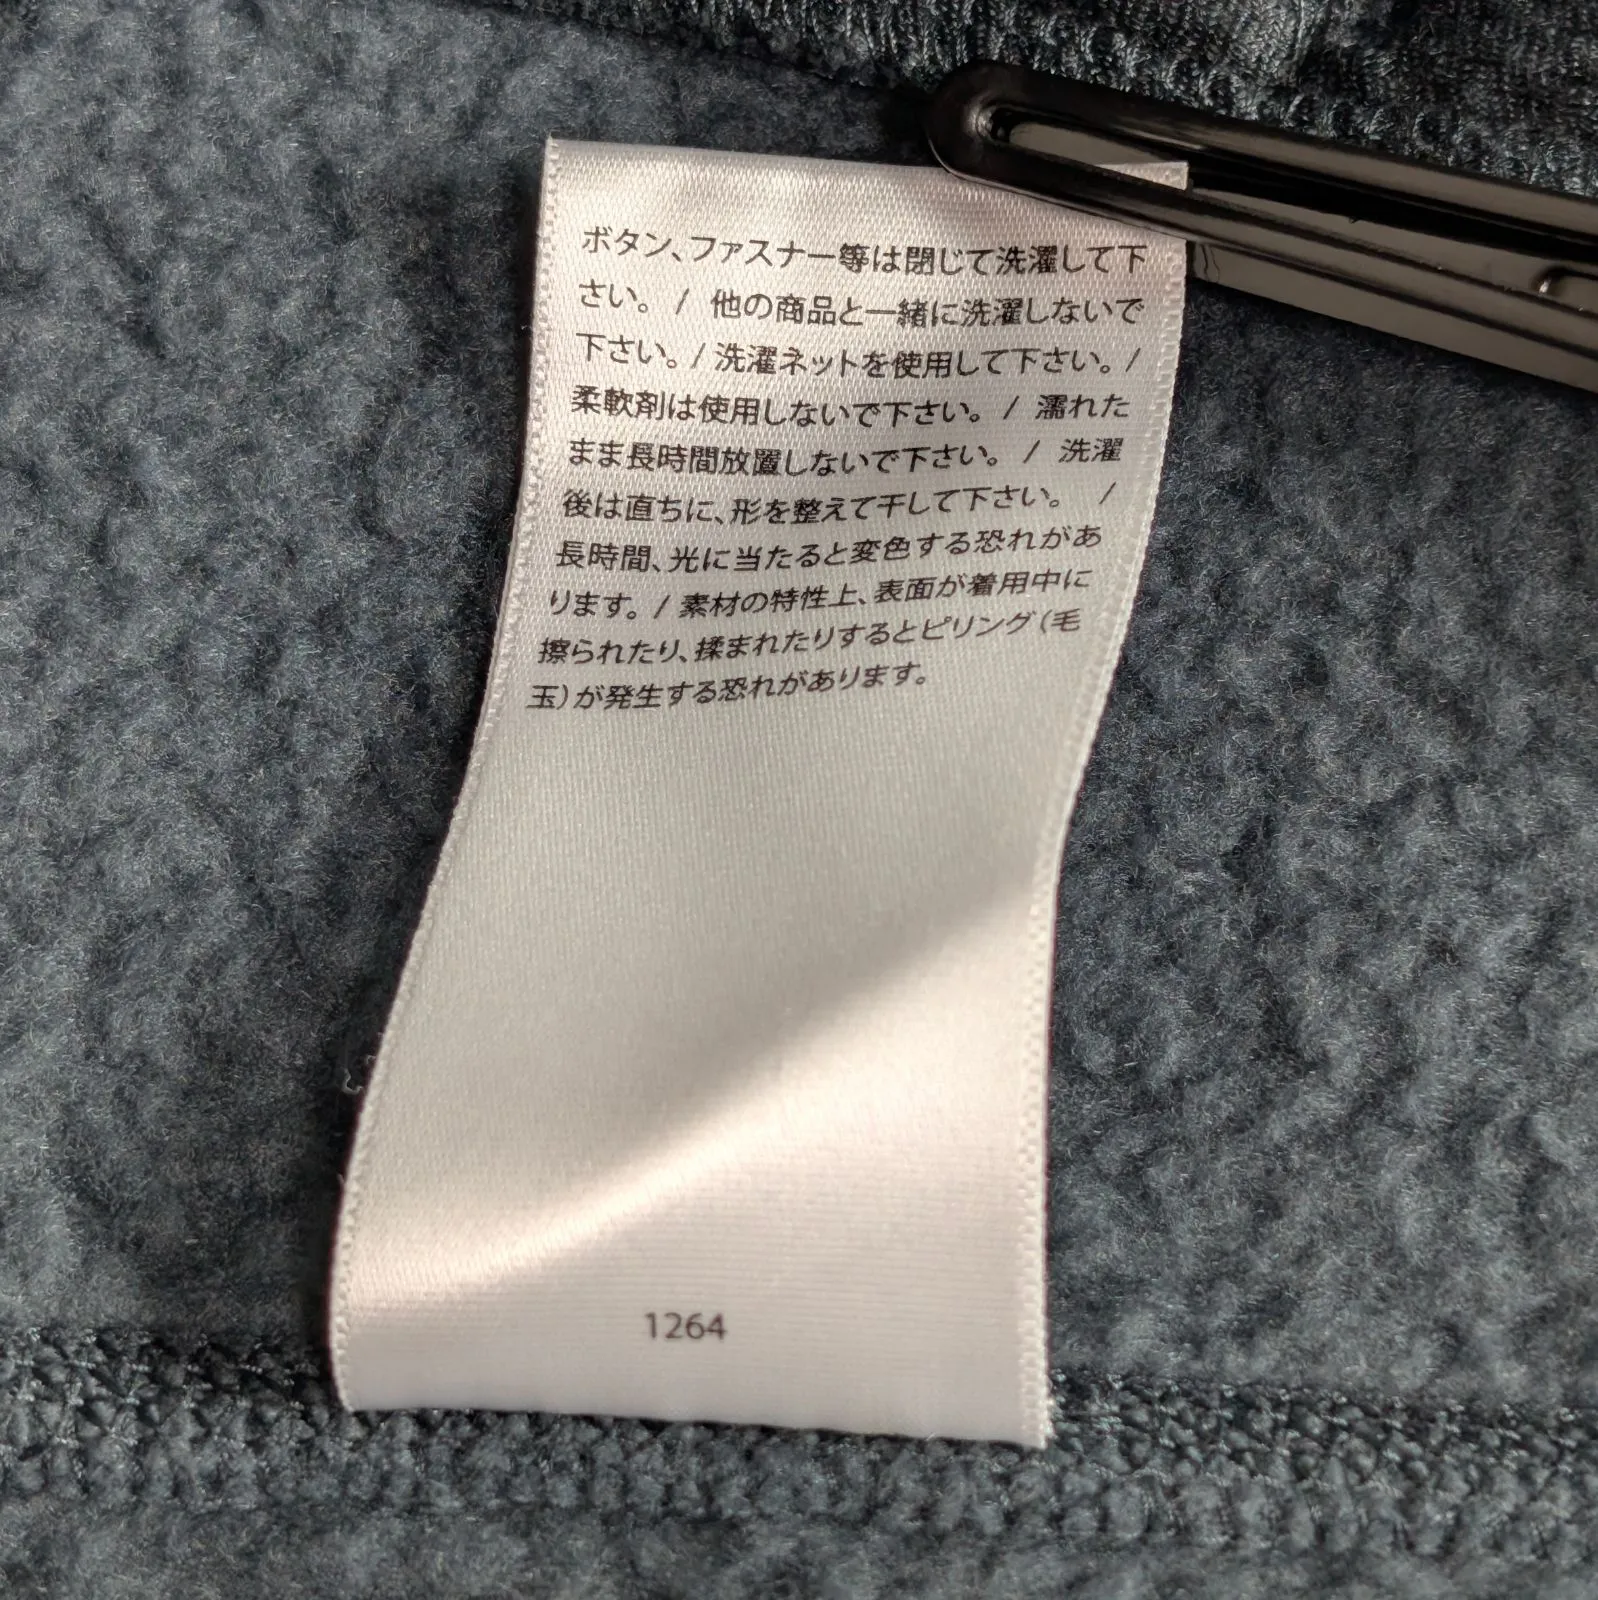 ボタン、ファスナー等は閉じて洗濯して下
さい。 / 他の商品と一緒に洗濯しないで
下さい。/ 洗濯ネットを使用して下さい。/
柔軟剤は使用しないで下さい。 / 濡れた
まま長時間放置しないで下さい。 / 洗濯
後は直ちに、形を整えて干して下さい。 /
長時間、光に当たると変色する恐れがあ
ります。/ 素材の特性上、表面が着用中に
擦られたり、揉まれたりするとピリング(毛
玉)が発生する恐れがあります。
1264